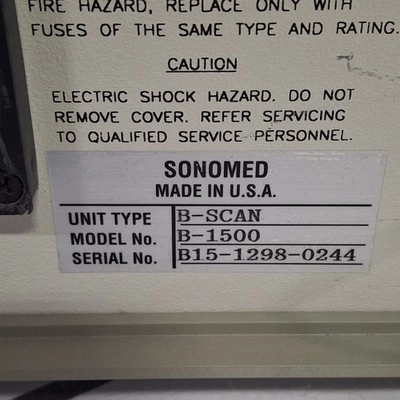 FIRE HAZARD, REPLACE ONLY WITH
FUSES OF THE SAME TYPE AND RATING.
CAUTION
ELECTRIC SHOCK HAZARD. DO NOT
REMOVE COVER. REFER SERVICING
TO QUALIFIED SERVICE PERSONNEL.
SONOMED
MADE IN U.S.A.
UNIT TYPE B-SCAN
MODEL No. B-1500
SERIAL No. B15-1298-0244